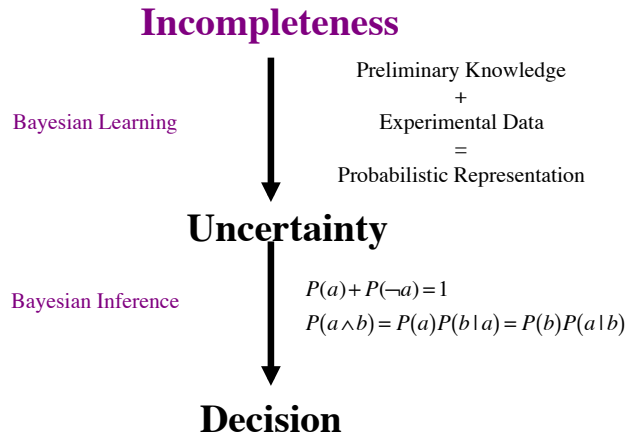 Incompleteness
Preliminary Knowledge
+
Bayesian Learning
Experimental Data
=
Probabilistic Representation
Uncertainty
Bayesian Inference
P(a)+P(¬a)=1
P(a∧b)=P(a)P(b|a)=P(b)P(a|b)
Decision